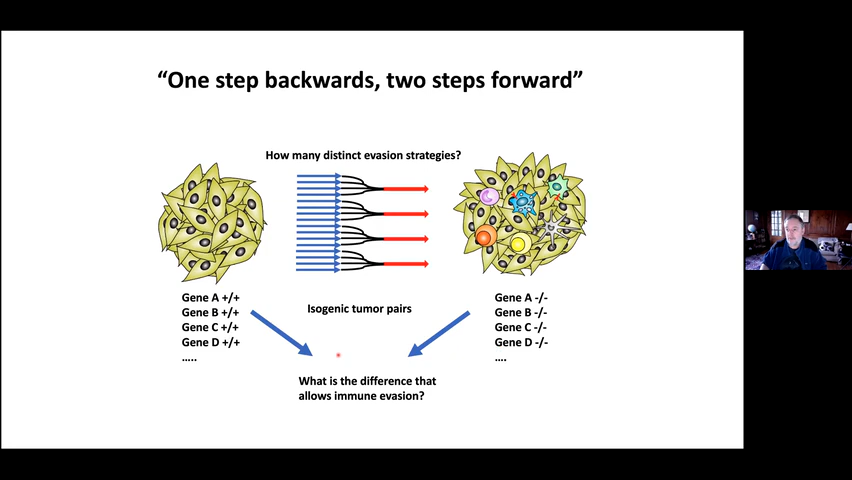 “One step backwards, two steps forward”
How many distinct evasion strategies?
Gene A +/+
Gene B +/+
Gene C +/+
Gene D +/+
.....
Isogenic tumor pairs
Gene A -/-
Gene B -/-
Gene C -/-
Gene D -/-
....
What is the difference that
allows immune evasion?